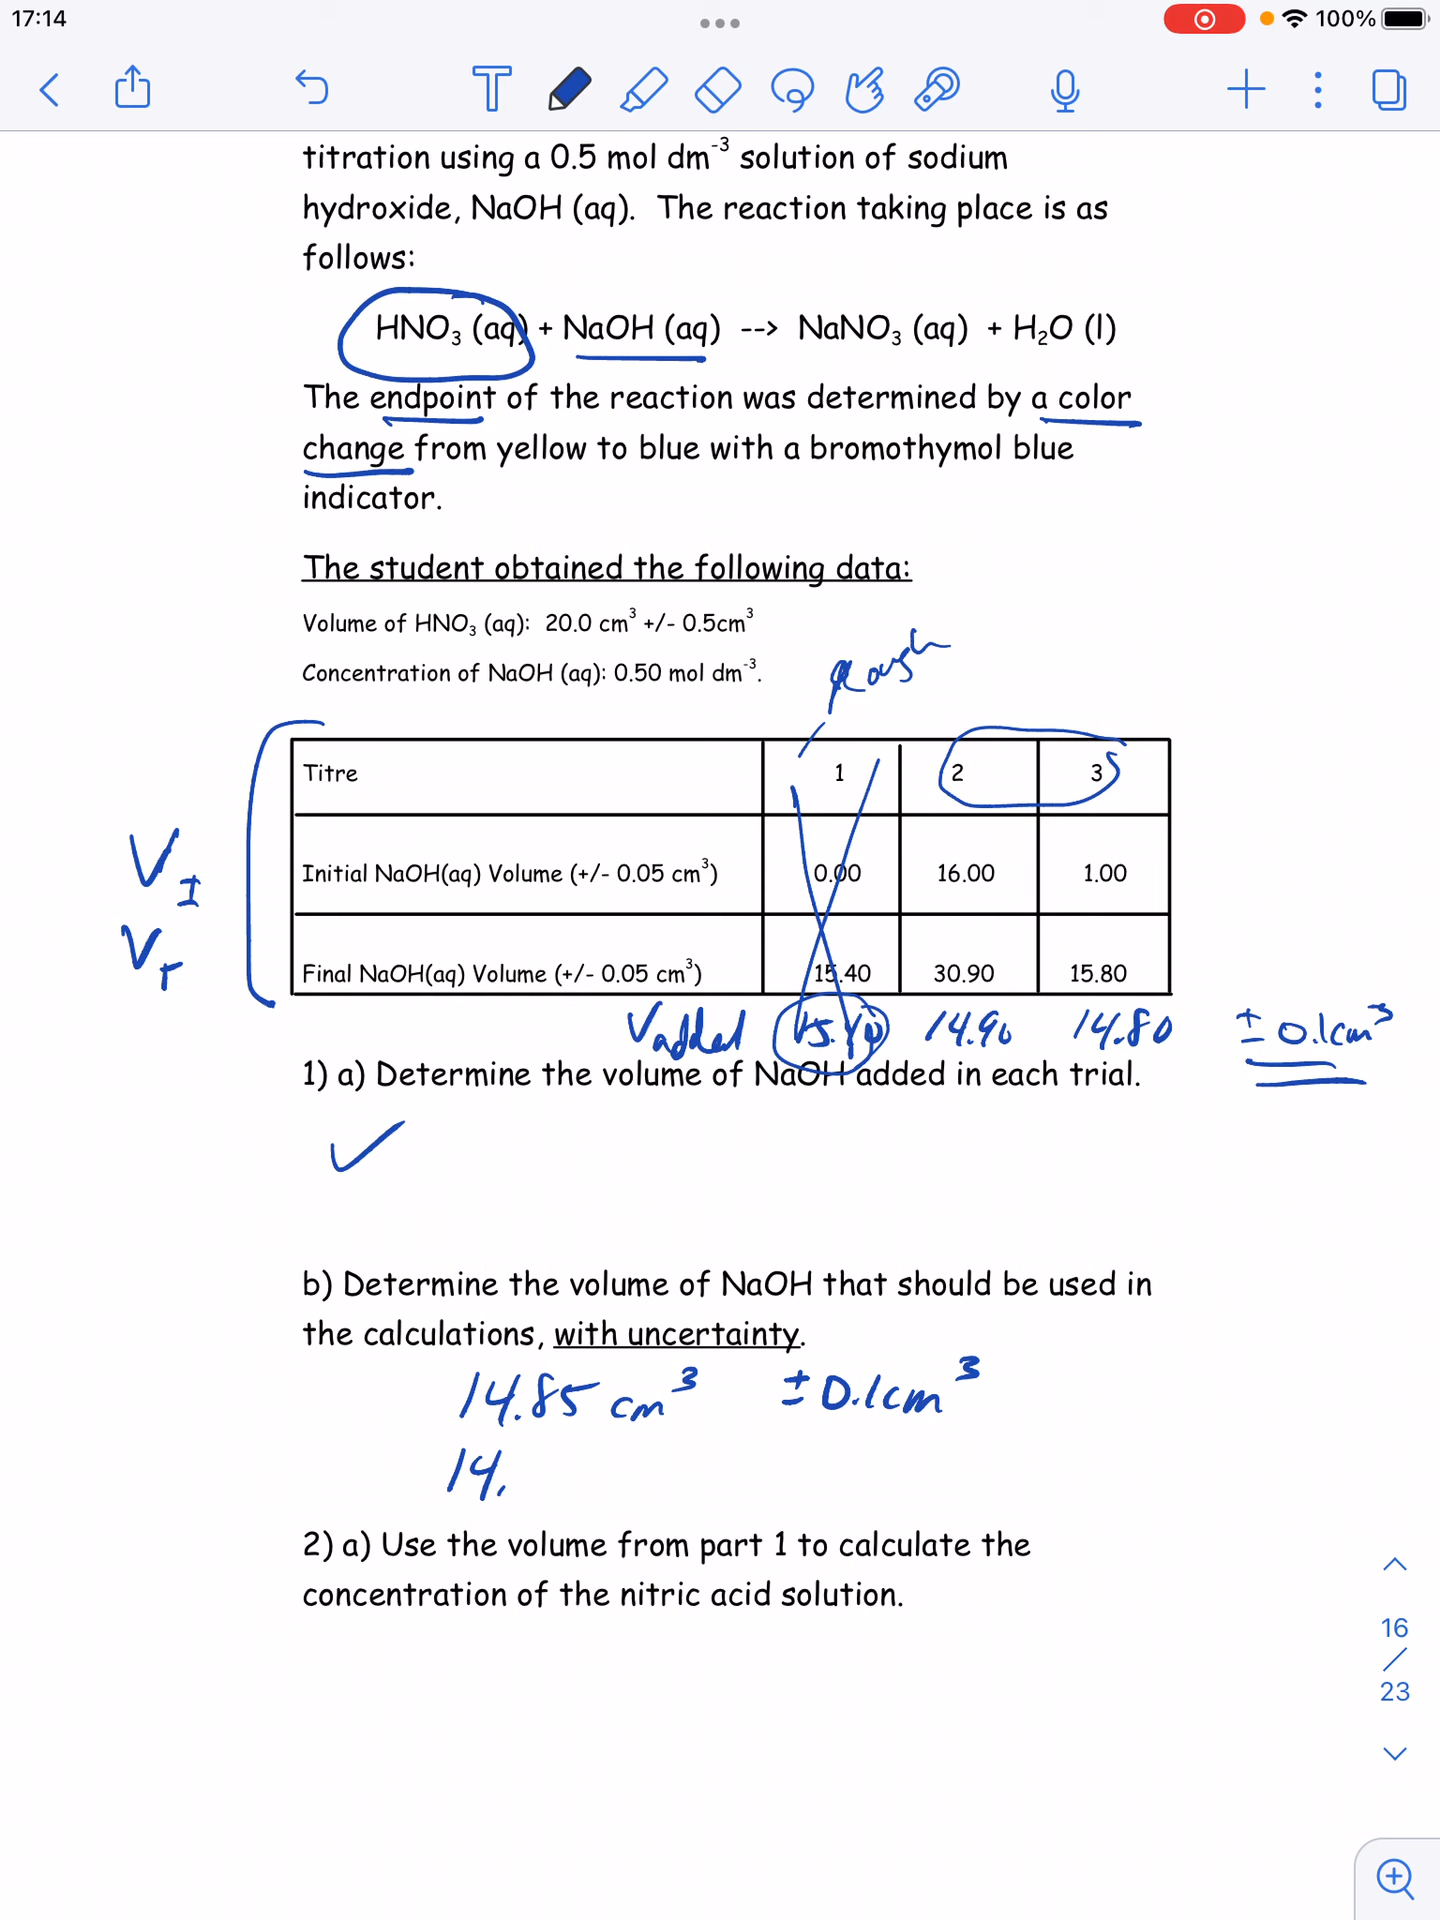 17:14
100%
titration using a 0.5 mol dm⁻³ solution of sodium
hydroxide, NaOH (aq). The reaction taking place is as
follows:
HNO₃ (aq) + NaOH (aq) --> NaNO₃ (aq) + H₂O (l)
The endpoint of the reaction was determined by a color
change from yellow to blue with a bromothymol blue
indicator.
The student obtained the following data:
Volume of HNO₃ (aq): 20.0 cm³ +/- 0.5cm³
Rough
Concentration of NaOH (aq): 0.50 mol dm⁻³.
Titre 1 2 3
V_I
Initial NaOH(aq) Volume (+/- 0.05 cm³) 0.00 16.00 1.00
V_F
Final NaOH(aq) Volume (+/- 0.05 cm³) 15.40 30.90 15.80
Vadded 15.40 14.90 14.80 ± 0.1cm³
1) a) Determine the volume of NaOH added in each trial.
b) Determine the volume of NaOH that should be used in
the calculations, with uncertainty.
14.85 cm³ ± 0.1cm³
14.
2) a) Use the volume from part 1 to calculate the
concentration of the nitric acid solution.
16
/
23